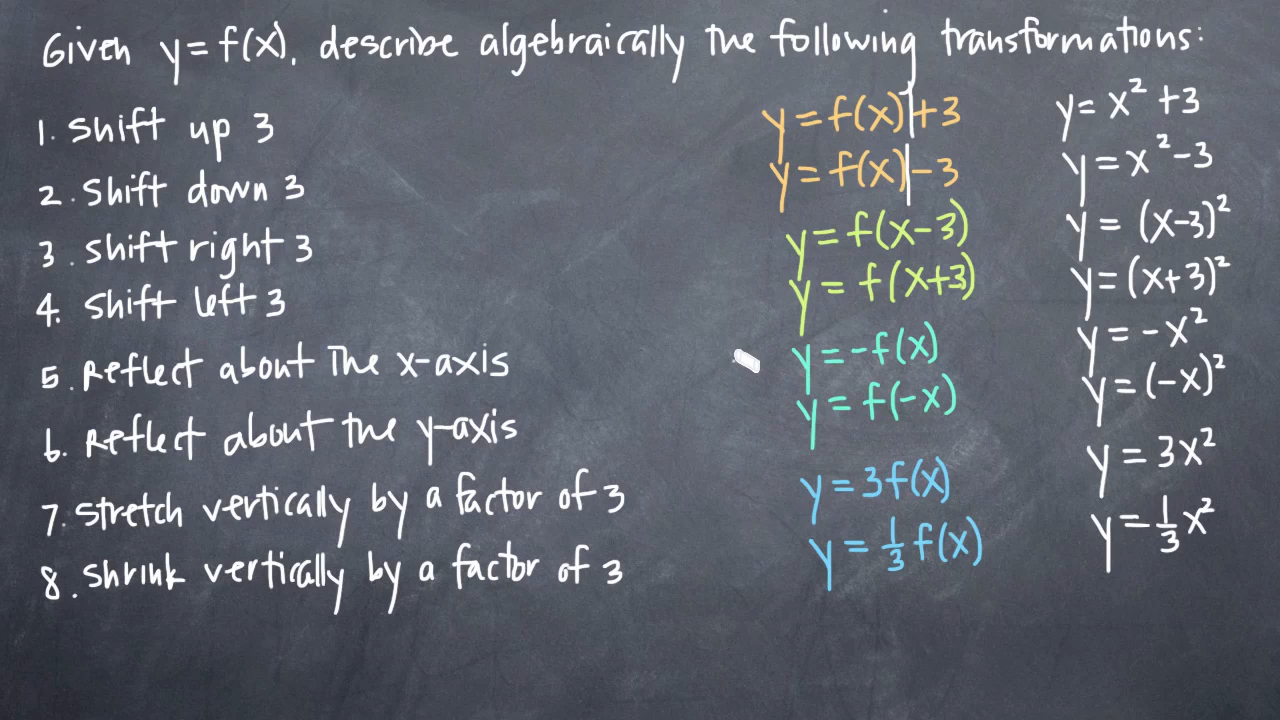 Given y = f(x), describe algebraically the following transformations:
1. Shift up 3 y = f(x) + 3 y = x² + 3
2. Shift down 3 y = f(x) - 3 y = x² - 3
3. Shift right 3 y = f(x-3) y = (x-3)²
4. Shift left 3 y = f(x+3) y = (x+3)²
5. Reflect about the x-axis y = -f(x) y = -x²
6. Reflect about the y-axis y = f(-x) y = (-x)²
7. Stretch vertically by a factor of 3 y = 3f(x) y = 3x²
8. Shrink vertically by a factor of 3 y = 1/3 f(x) y = 1/3 x²